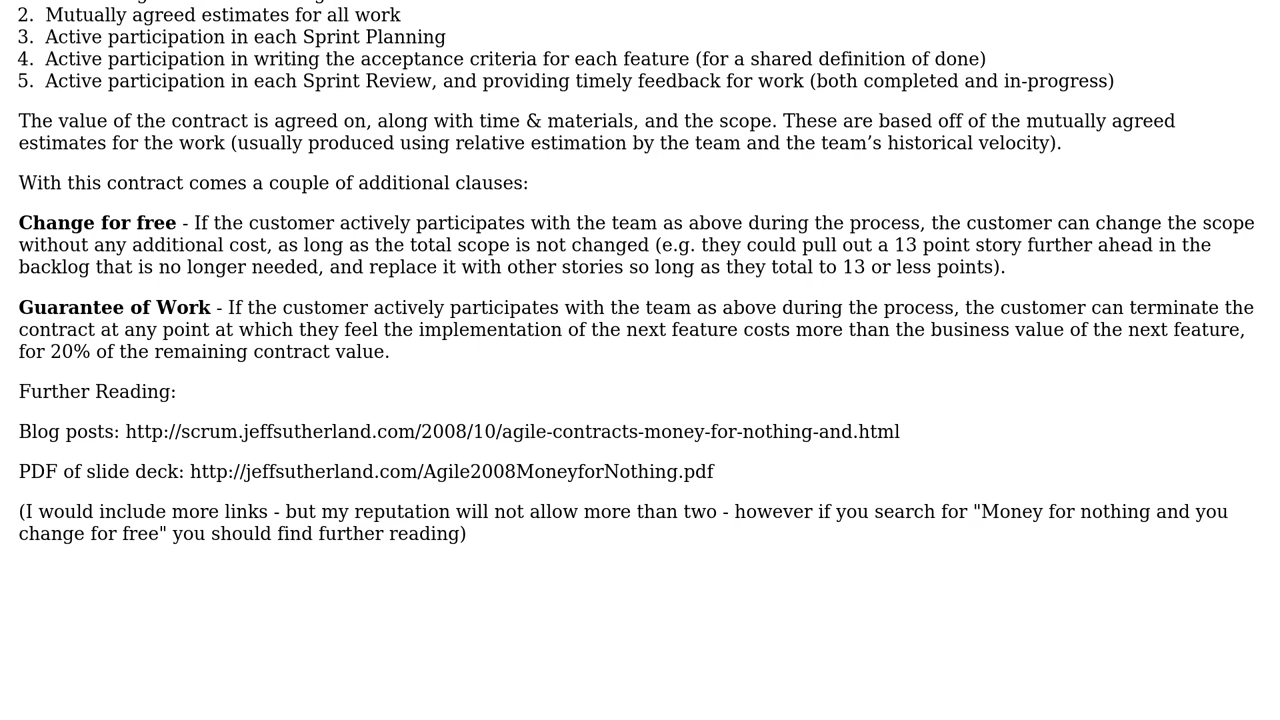 2. Mutually agreed estimates for all work
3. Active participation in each Sprint Planning
4. Active participation in writing the acceptance criteria for each feature (for a shared definition of done)
5. Active participation in each Sprint Review, and providing timely feedback for work (both completed and in-progress)
The value of the contract is agreed on, along with time & materials, and the scope. These are based off of the mutually agreed
estimates for the work (usually produced using relative estimation by the team and the team’s historical velocity).
With this contract comes a couple of additional clauses:
Change for free - If the customer actively participates with the team as above during the process, the customer can change the scope
without any additional cost, as long as the total scope is not changed (e.g. they could pull out a 13 point story further ahead in the
backlog that is no longer needed, and replace it with other stories so long as they total to 13 or less points).
Guarantee of Work - If the customer actively participates with the team as above during the process, the customer can terminate the
contract at any point at which they feel the implementation of the next feature costs more than the business value of the next feature,
for 20% of the remaining contract value.
Further Reading:
Blog posts: http://scrum.jeffsutherland.com/2008/10/agile-contracts-money-for-nothing-and.html
PDF of slide deck: http://jeffsutherland.com/Agile2008MoneyforNothing.pdf
(I would include more links - but my reputation will not allow more than two - however if you search for "Money for nothing and you
change for free" you should find further reading)